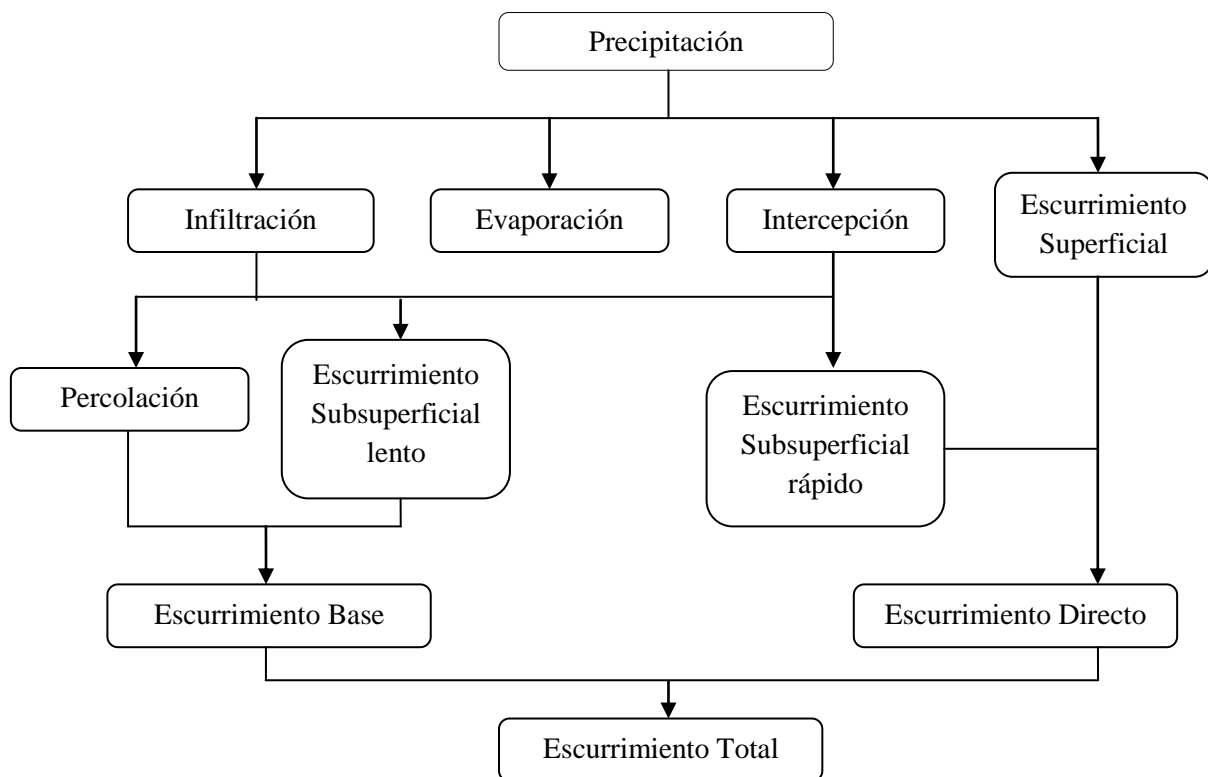 Precipitación
Infiltración
Evaporación
Intercepción
Escurrimiento
Superficial
Percolación
Escurrimiento
Subsuperficial
lento
Escurrimiento
Subsuperficial
rápido
Escurrimiento Base
Escurrimiento Directo
Escurrimiento Total